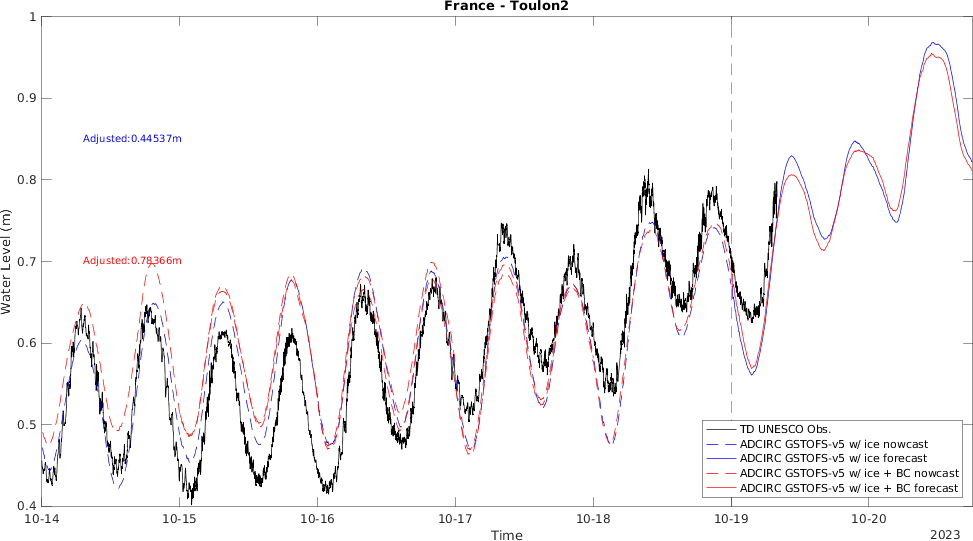 France - Toulon2
1
0.9
0.8
0.7
0.6
0.5
0.4
Water Level (m)
Adjusted:0.44537m
Adjusted:0.78366m
TD UNESCO Obs.
ADCIRC GSTOFS-v5 w/ ice nowcast
ADCIRC GSTOFS-v5 w/ ice forecast
ADCIRC GSTOFS-v5 w/ ice + BC nowcast
ADCIRC GSTOFS-v5 w/ ice + BC forecast
10-14 10-15 10-16 10-17 10-18 10-19 10-20
Time
2023